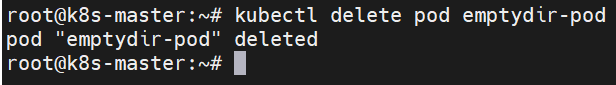 root@k8s-master:~# kubectl delete pod emptydir-pod
pod "emptydir-pod" deleted
root@k8s-master:~#